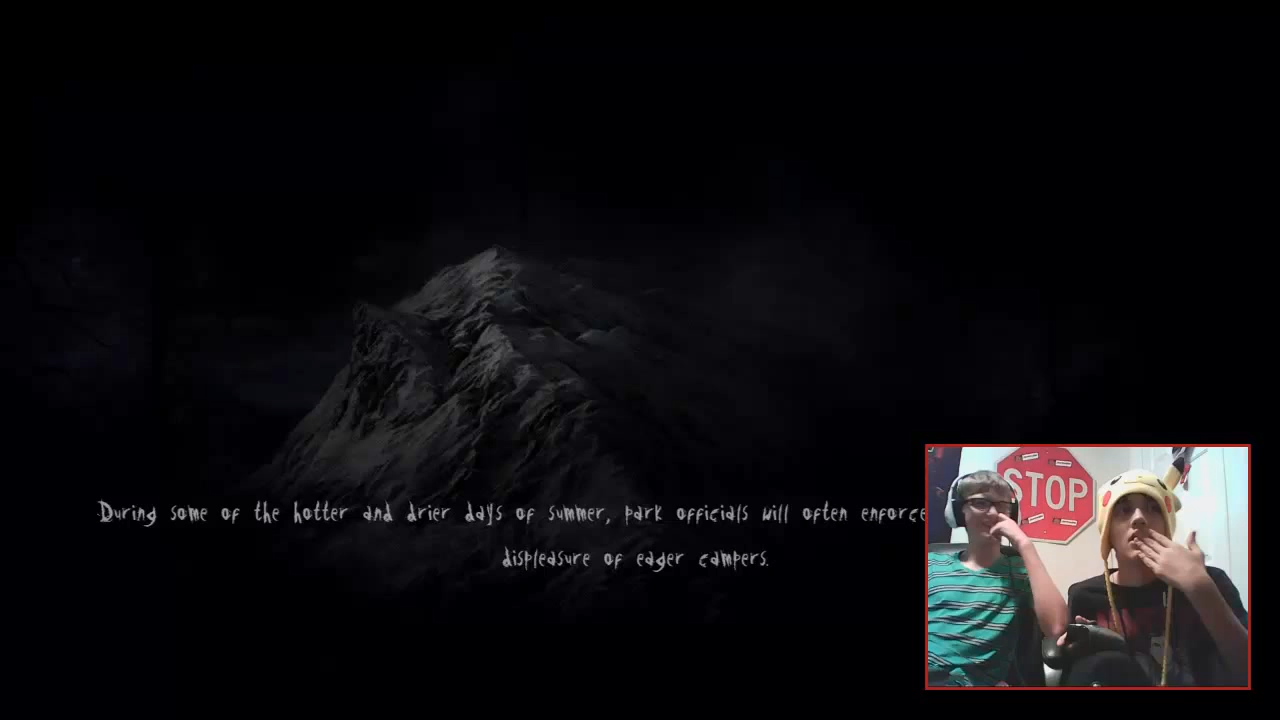 During some of the hotter and drier days of summer, park officials will often enforce
displeasure of eager campers.
STOP